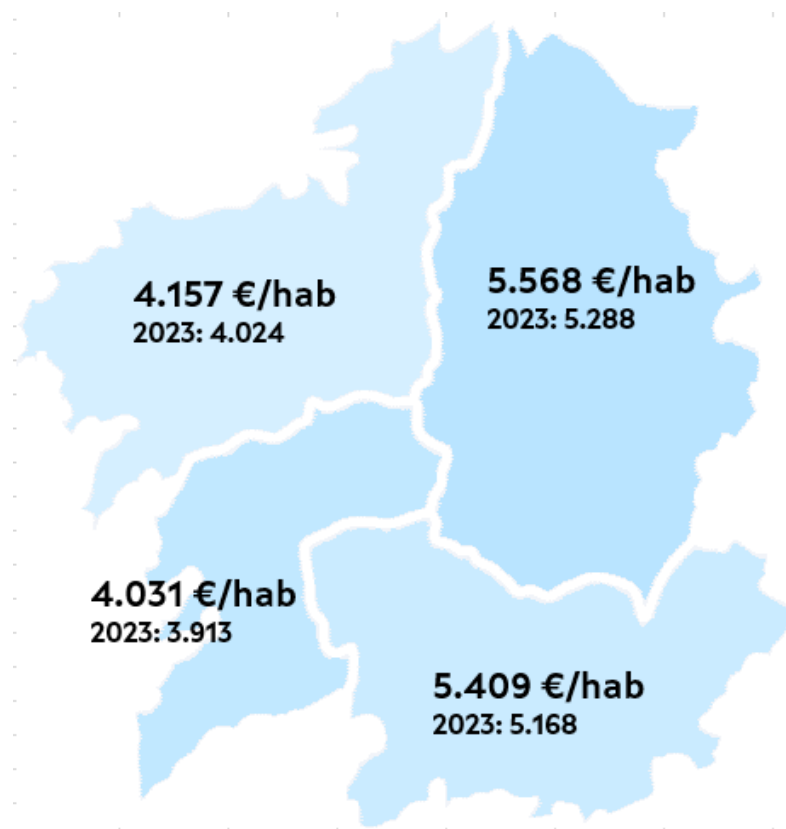 4.157 €/hab
2023: 4.024
5.568 €/hab
2023: 5.288
4.031 €/hab
2023: 3.913
5.409 €/hab
2023: 5.168